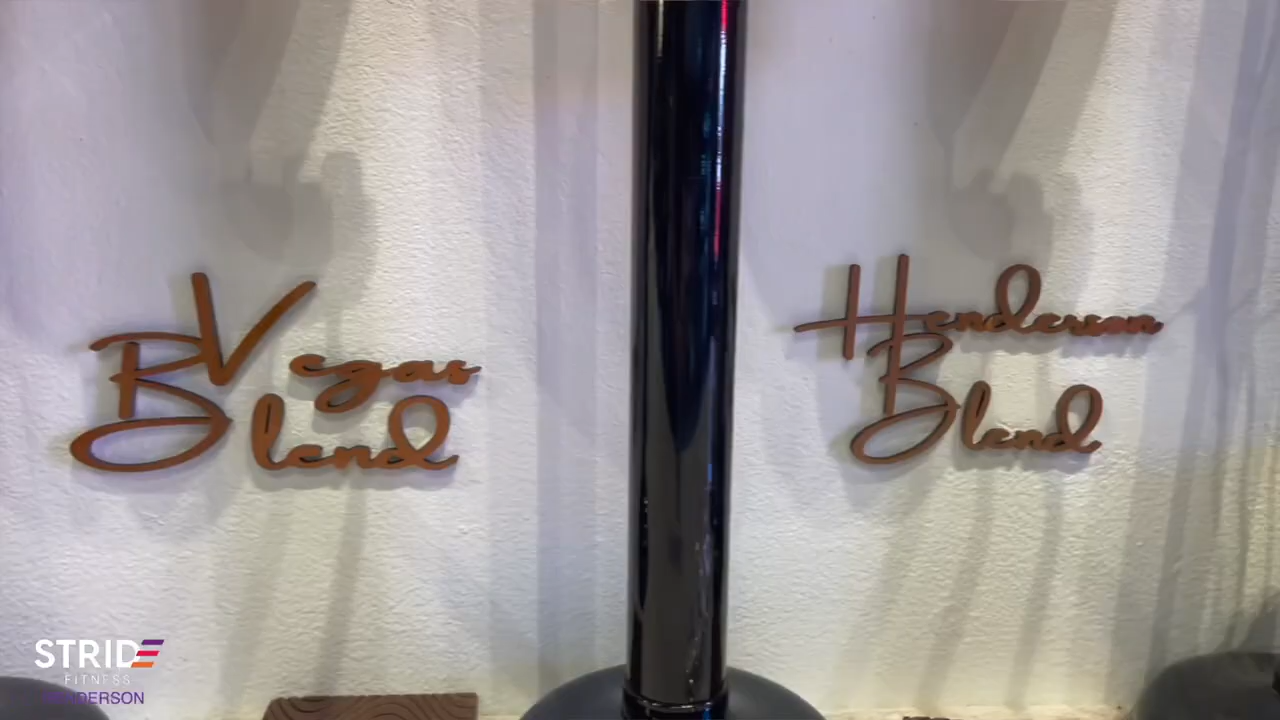 Vegas
Blend
Henderson
Blend
STRIDE
FITNESS
HENDERSON